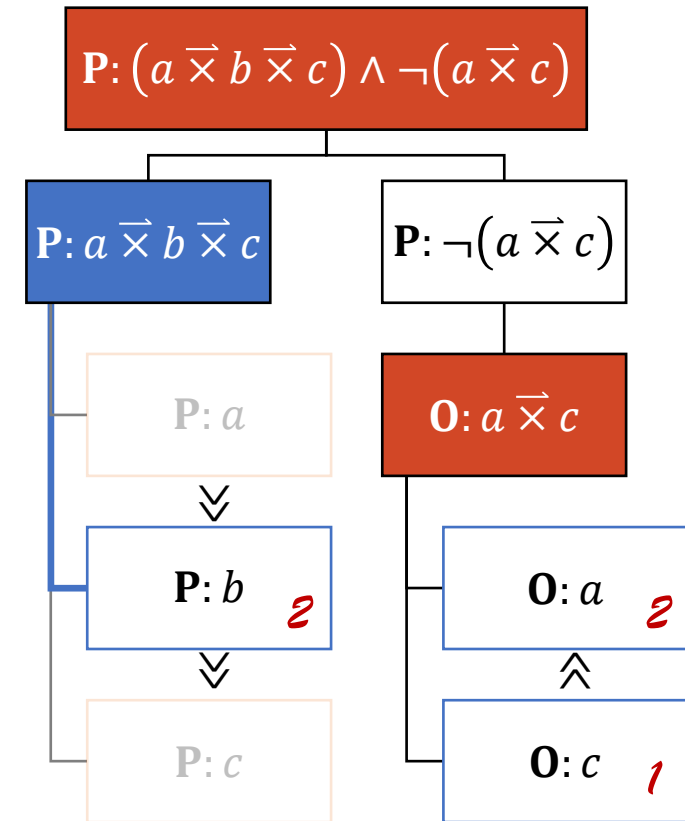 P: (a ×⃗ b ×⃗ c) ∧ ¬(a ×⃗ c)
P: a ×⃗ b ×⃗ c
P: ¬(a ×⃗ c)
P: a
O: a ×⃗ c
≫
P: b 2
O: a 2
≫
≪
P: c
O: c 1